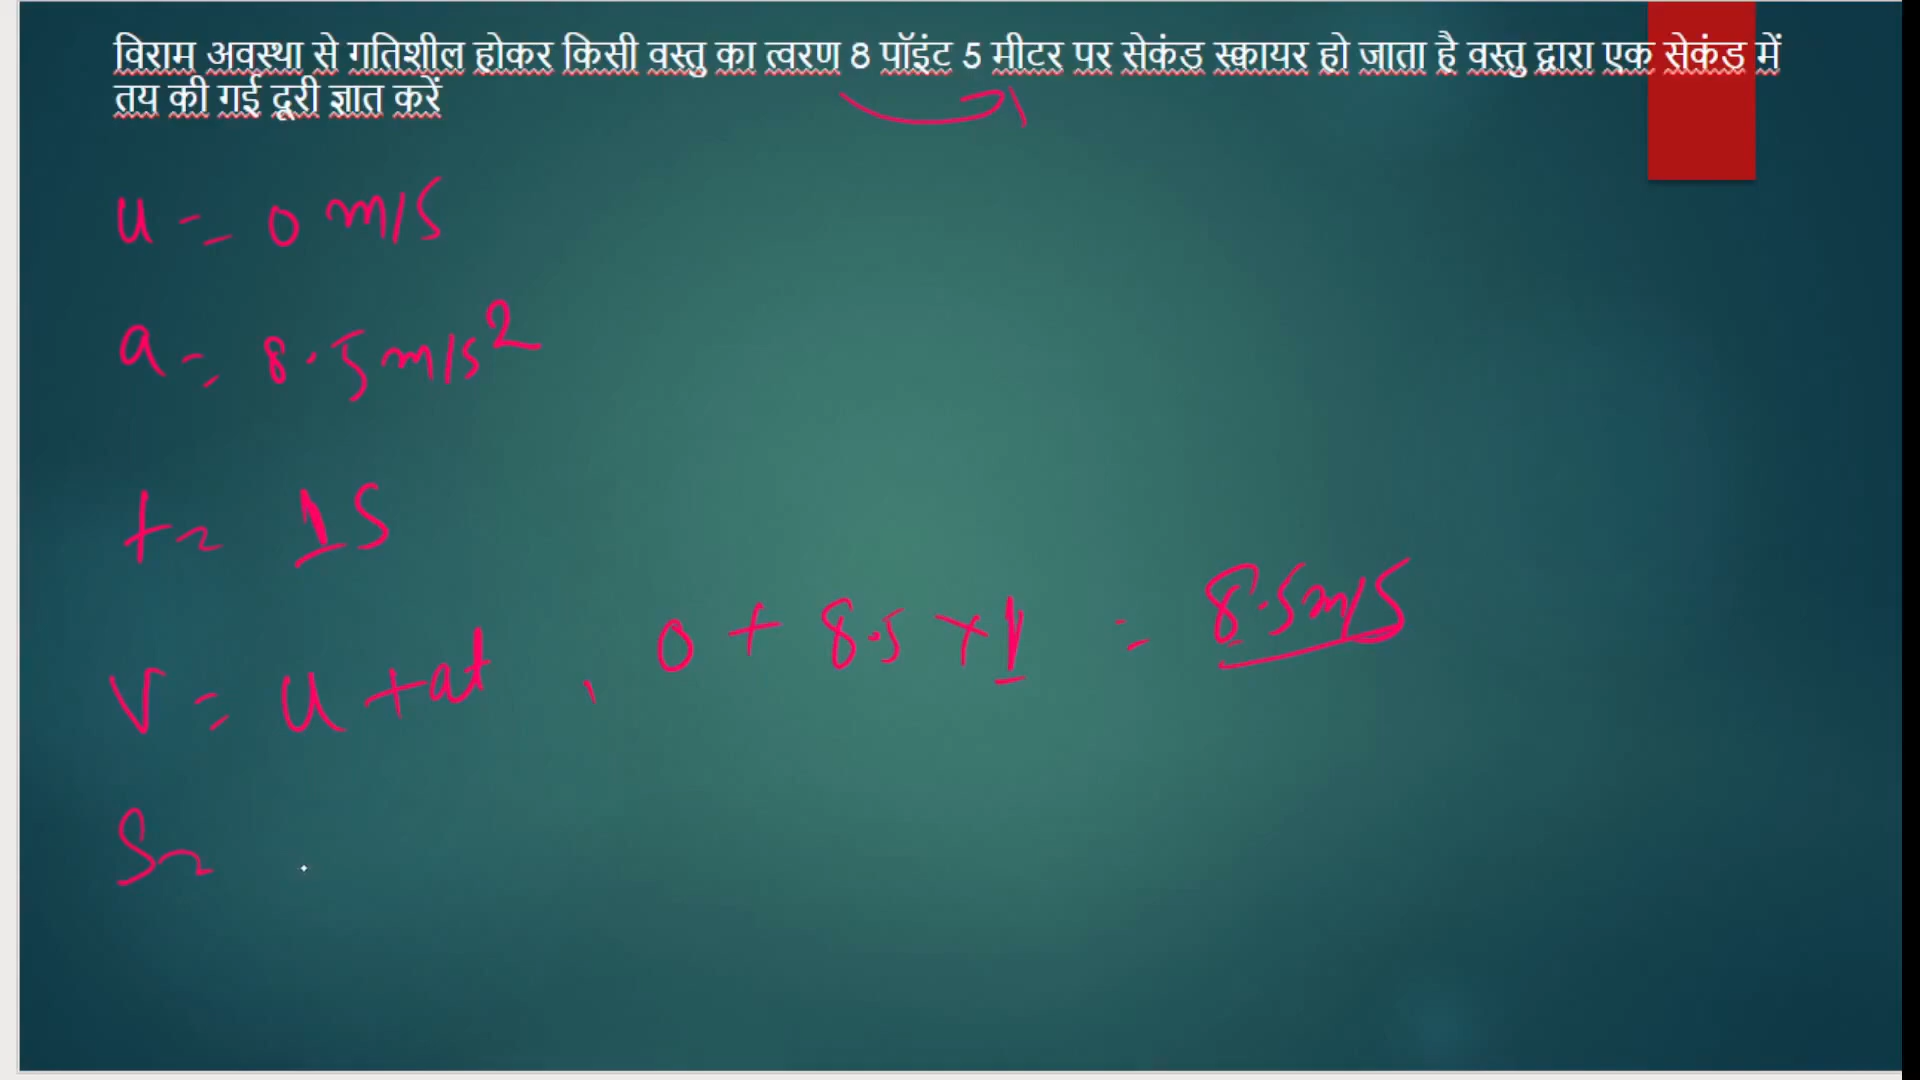 विराम अवस्था से गतिशील होकर किसी वस्तु का त्वरण 8 पॉइंट 5 मीटर पर सेकंड स्क्वायर हो जाता है वस्तु द्वारा एक सेकंड में
तय की गई दूरी ज्ञात करें
u = 0 m/s
a = 8.5 m/s²
t = 1s
v = u + at , 0 + 8.5 × 1 = 8.5 m/s
S =